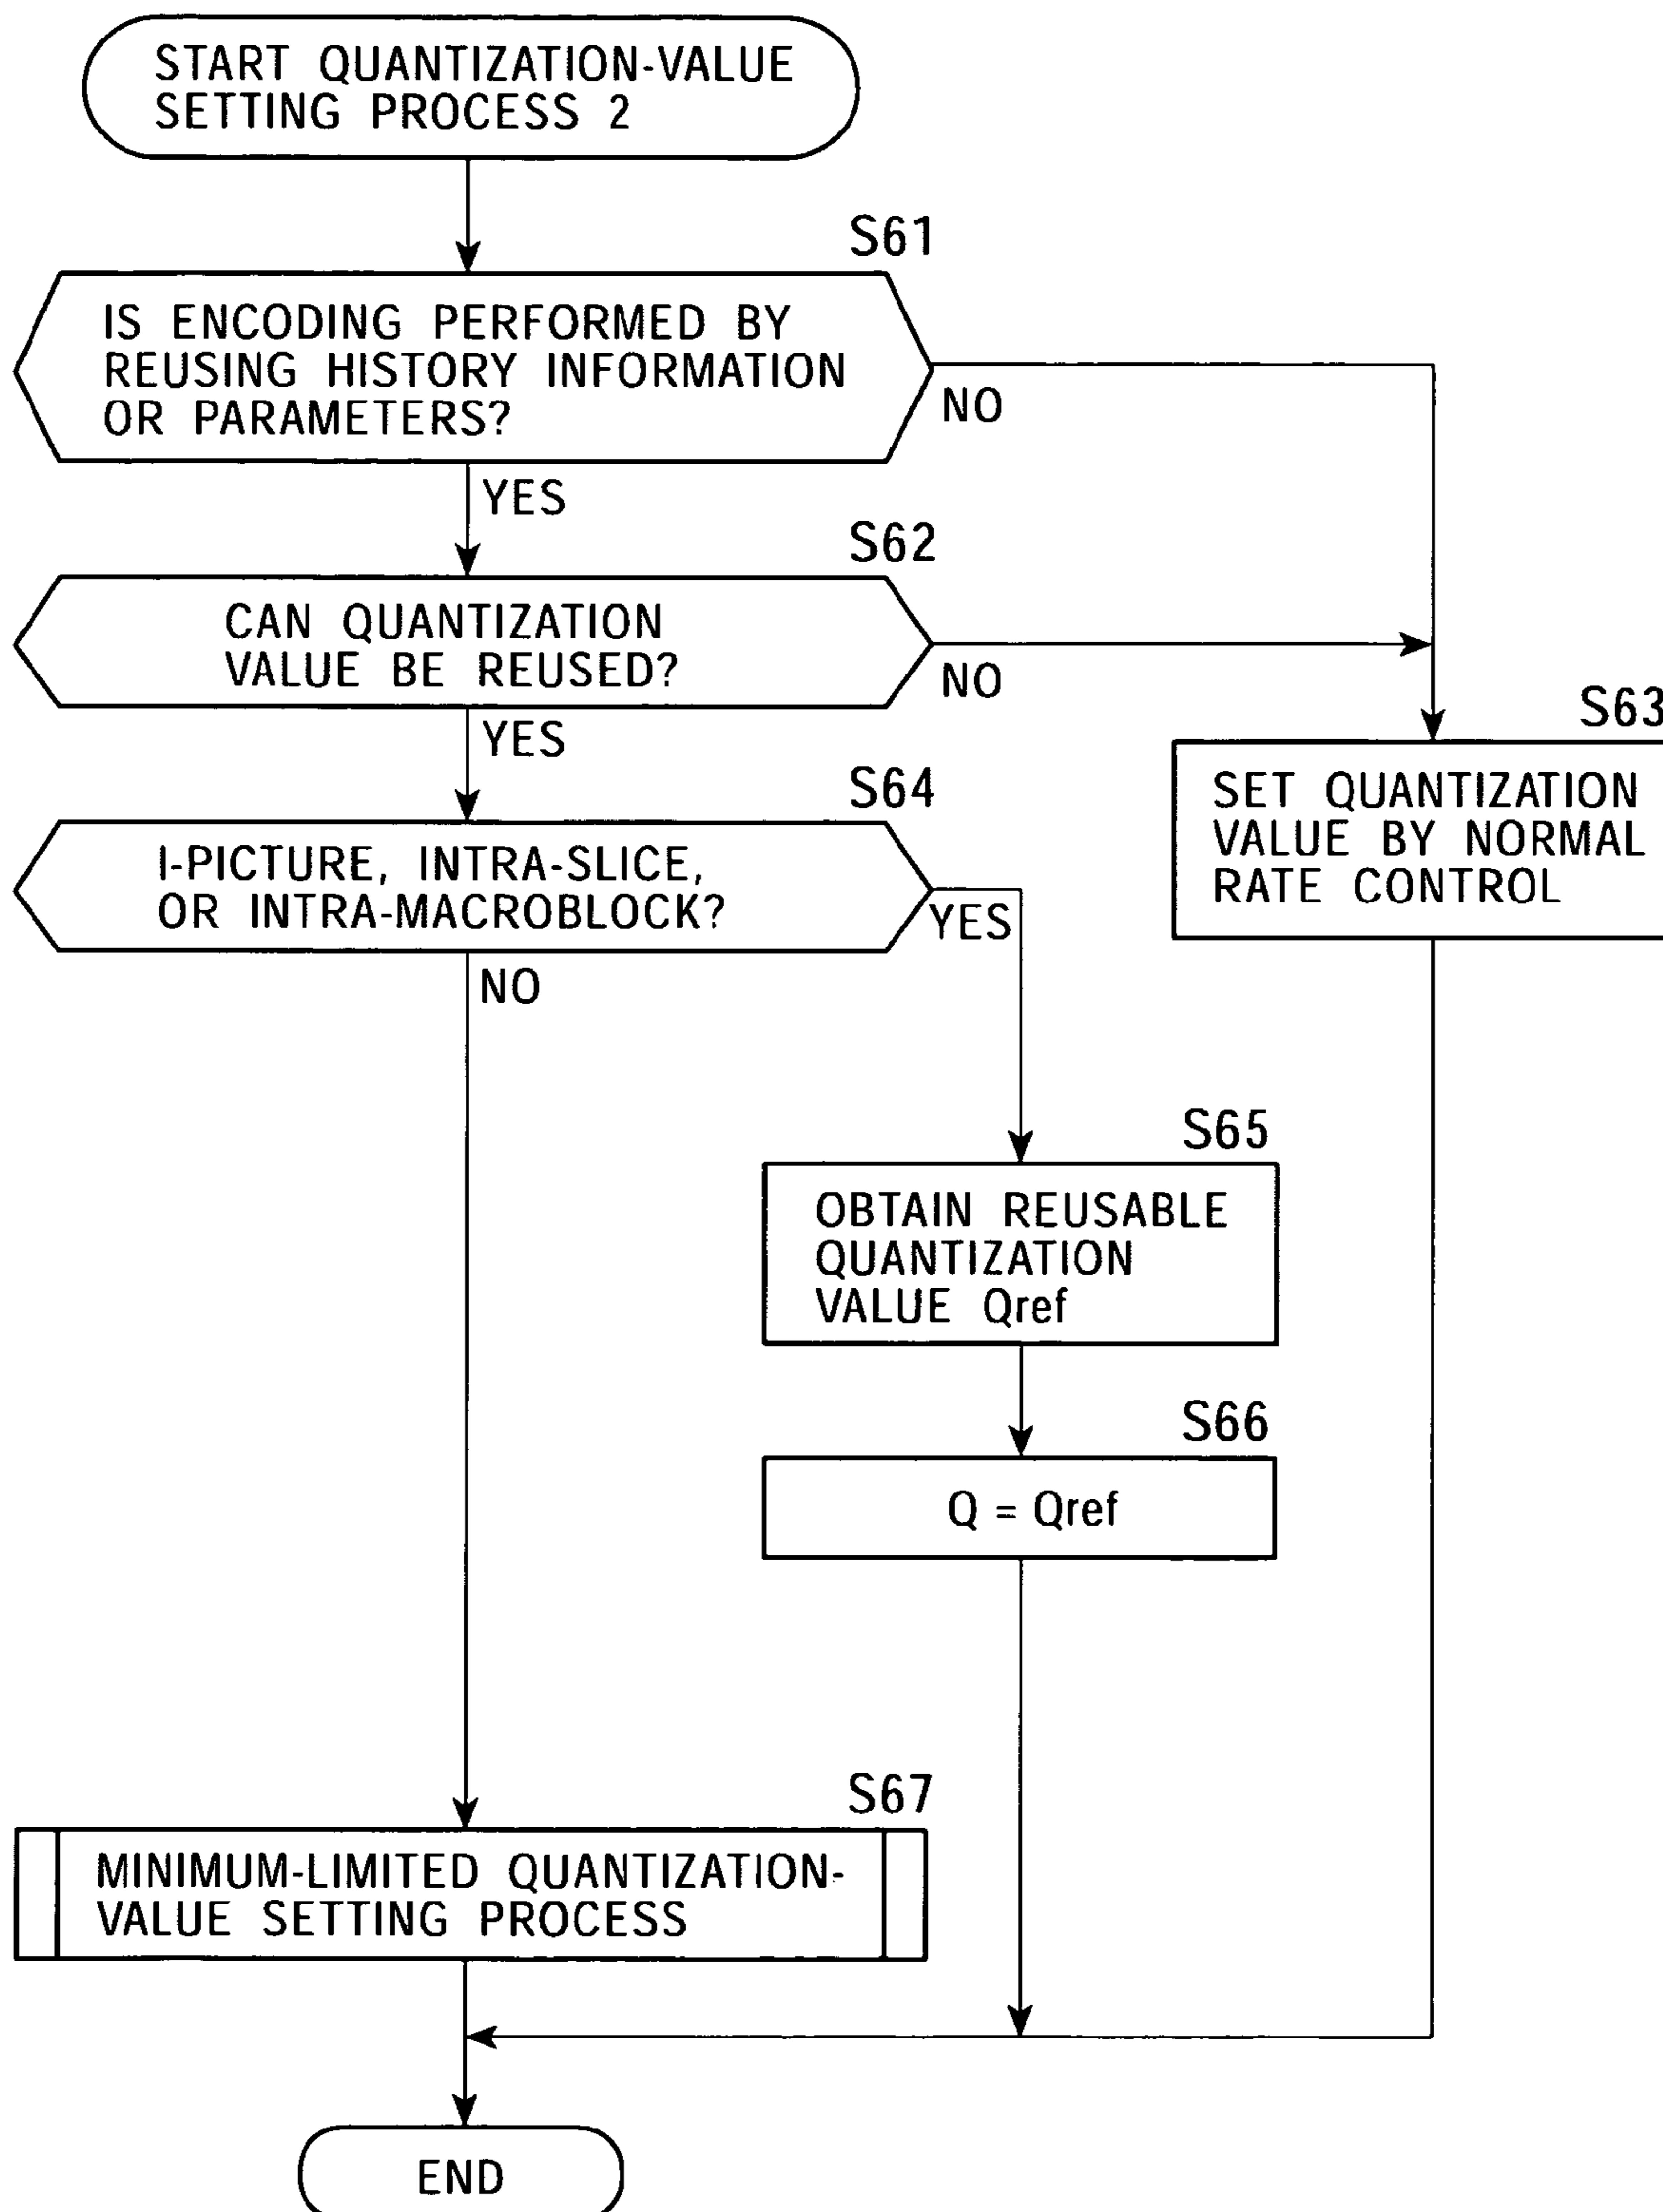 START QUANTIZATION-VALUE
SETTING PROCESS 2
S61
IS ENCODING PERFORMED BY
REUSING HISTORY INFORMATION
OR PARAMETERS?
NO
YES
S62
CAN QUANTIZATION
VALUE BE REUSED?
NO
YES
S63
SET QUANTIZATION
VALUE BY NORMAL
RATE CONTROL
S64
I-PICTURE, INTRA-SLICE,
OR INTRA-MACROBLOCK?
YES
NO
S65
OBTAIN REUSABLE
QUANTIZATION
VALUE Qref
S66
Q = Qref
S67
MINIMUM-LIMITED QUANTIZATION-
VALUE SETTING PROCESS
END